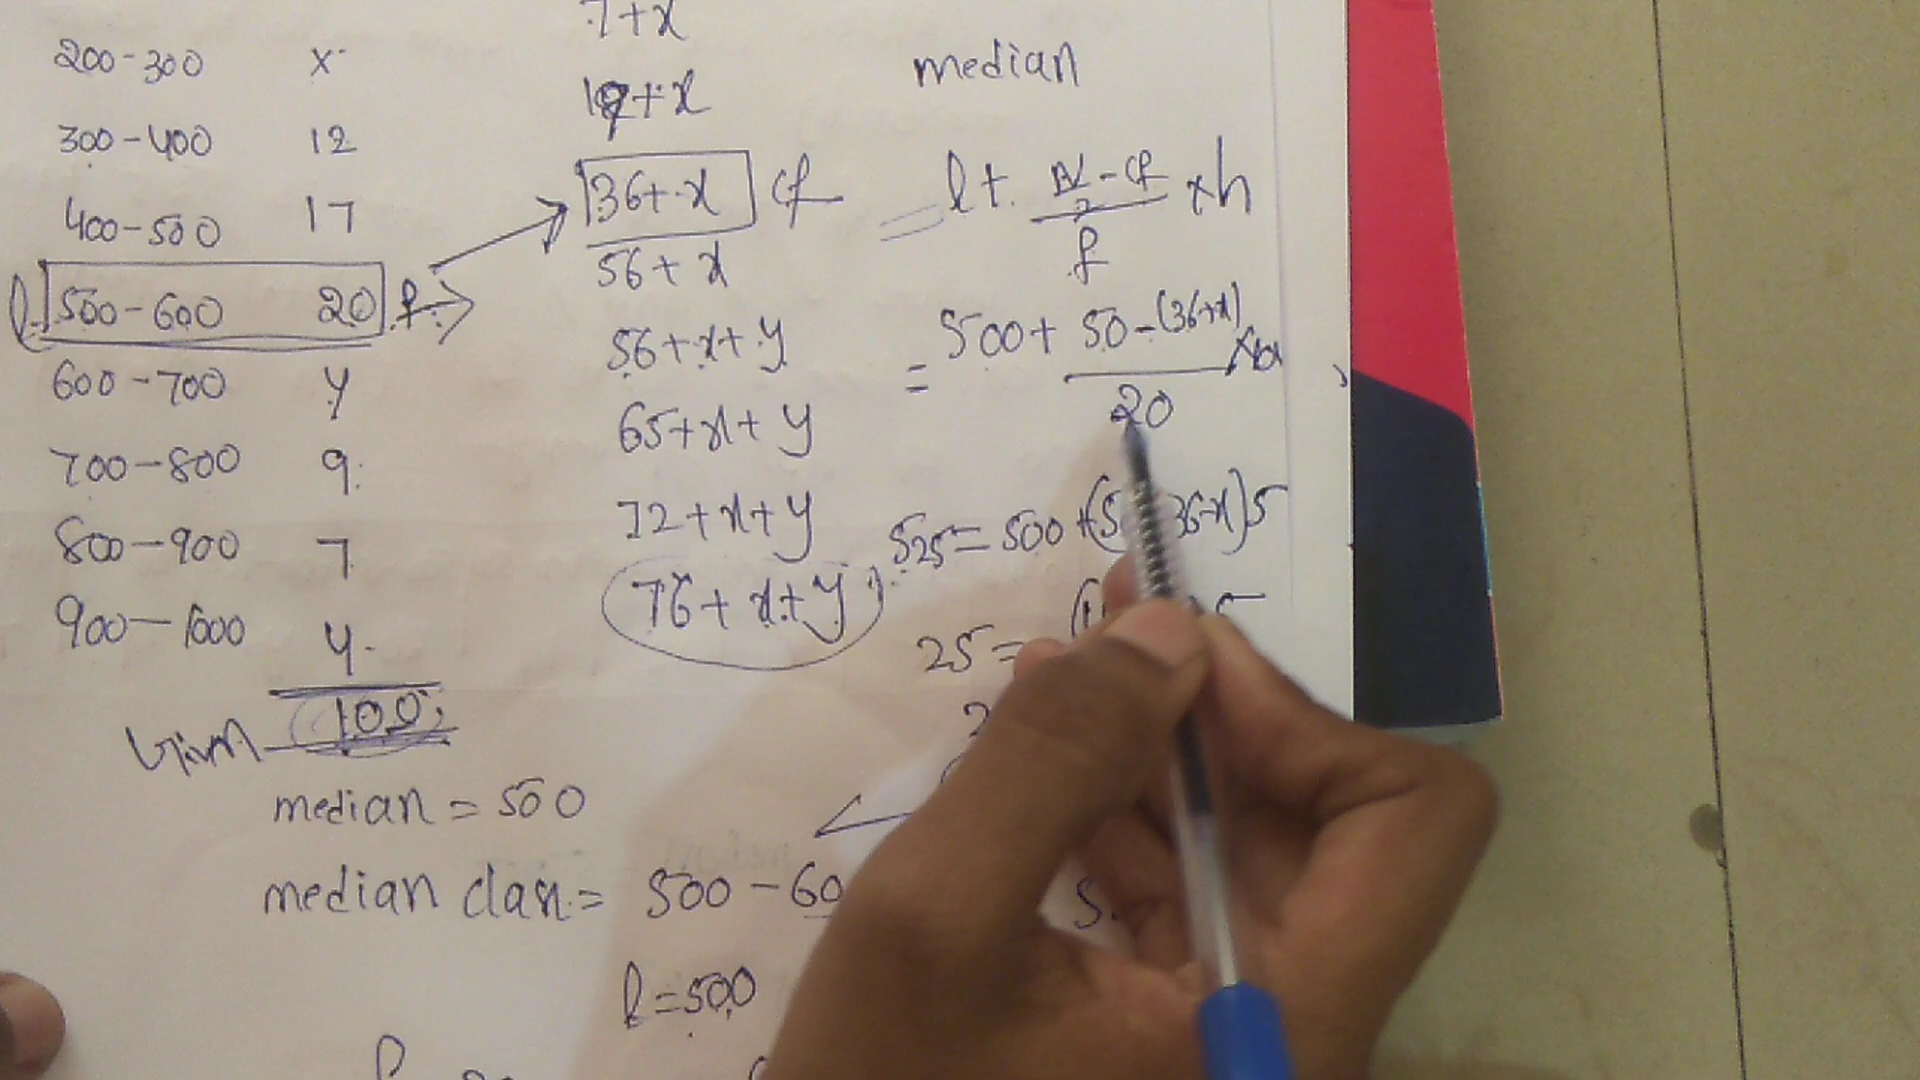 7+x
200-300 x
19+x
median
300-400 12
36+x cf
= l + N/2 - cf / f × h
400-500 17
56+x
l 500-600 20 f
56+x+y
= 500 + 50-(36+x) / 20
600-700 y
65+x+y
700-800 9
72+x+y
525 = 500 + 36-x)5
800-900 7
76+x+y
25 =
900-1000 4
100
median = 500
median class = 500-60
l = 500